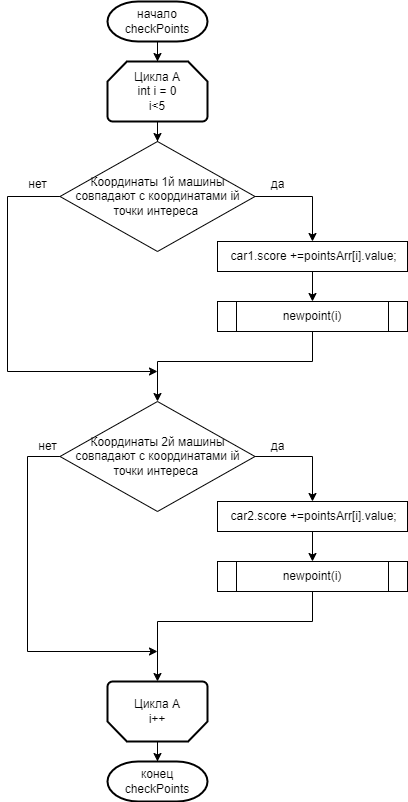 начало
checkPoints
Цикла А
int i = 0
i<5
нет
да
Координаты 1й машины
совпадают с координатами iй
точки интереса
car1.score +=pointsArr[i].value;
newpoint(i)
нет
да
Координаты 2й машины
совпадают с координатами iй
точки интереса
car2.score +=pointsArr[i].value;
newpoint(i)
Цикла А
i++
конец
checkPoints